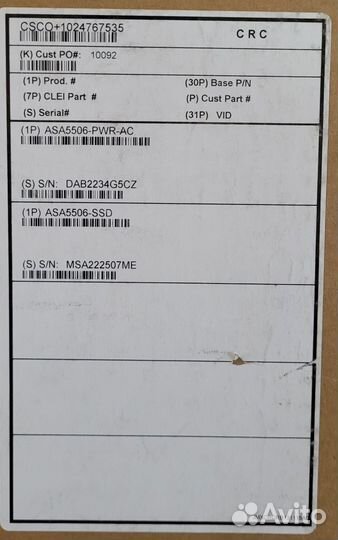 CSCO+1024767535 CRC
(K) Cust PO#: 10092
(1P) Prod. # (30P) Base P/N
(7P) CLEI Part # (P) Cust Part #
(S) Serial# (31P) VID
(1P) ASA5506-PWR-AC
(S) S/N: DAB2234G5CZ
(1P) ASA5506-SSD
(S) S/N: MSA222507ME
Avito